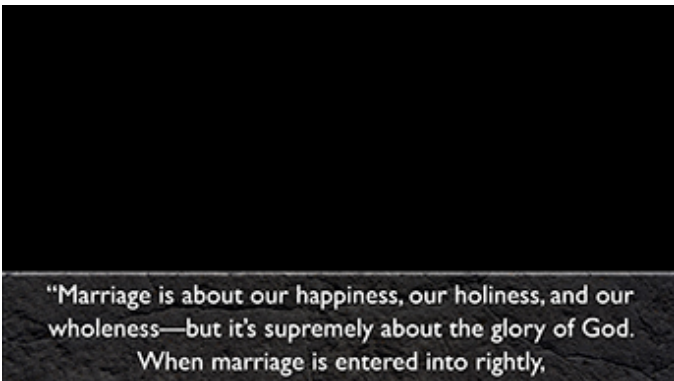 “Marriage is about our happiness, our holiness, and our
wholeness—but it’s supremely about the glory of God.
When marriage is entered into rightly,